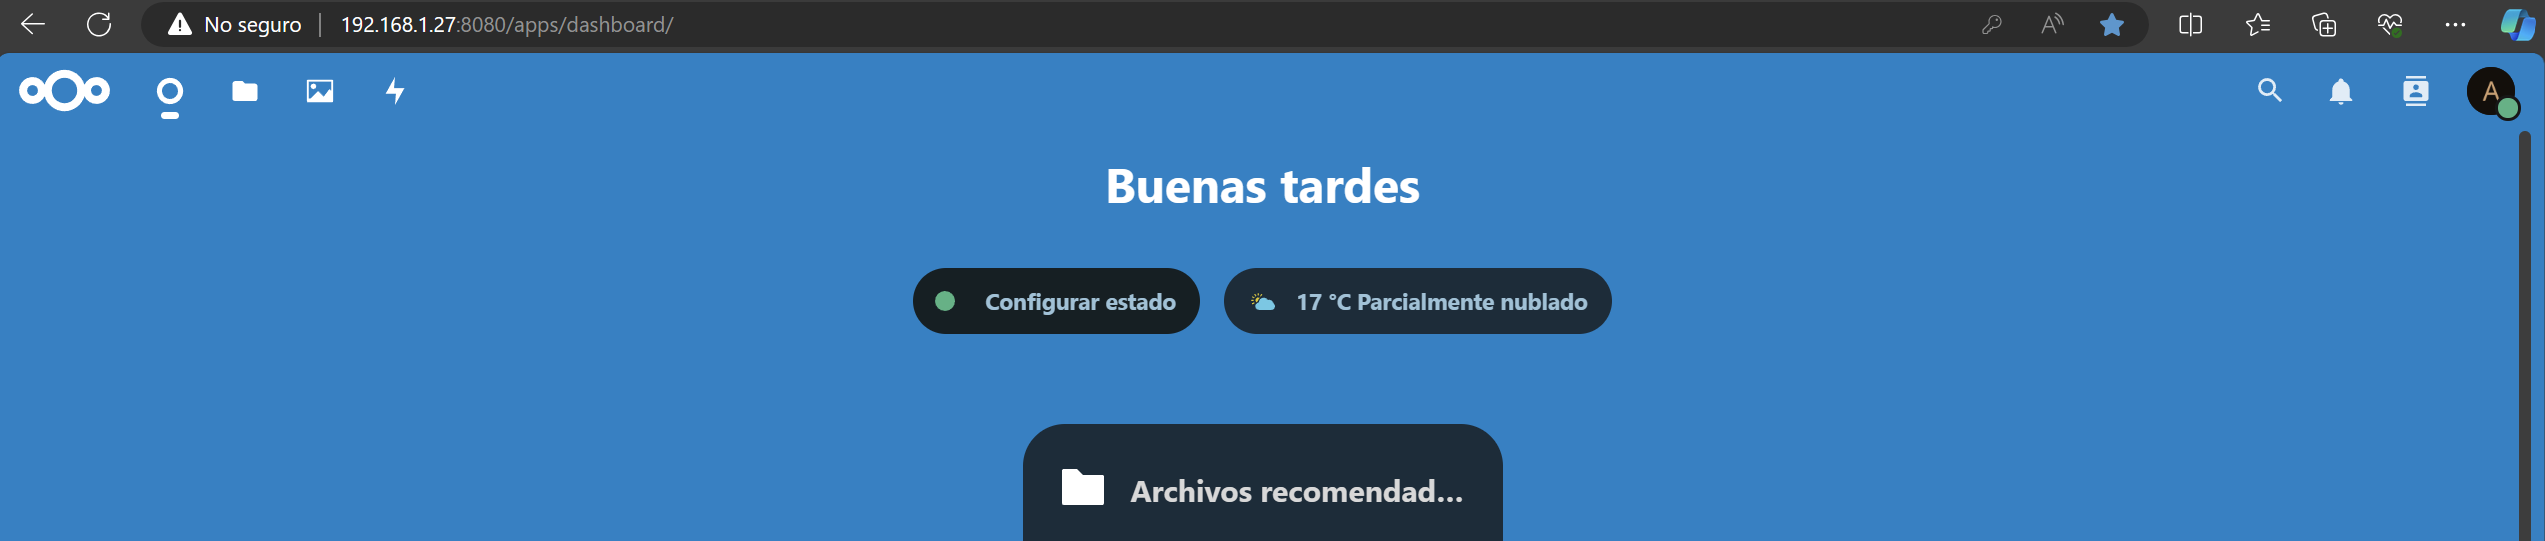 No seguro 192.168.1.27:8080/apps/dashboard/
A
Buenas tardes
Configurar estado 17 °C Parcialmente nublado
Archivos recomendad...